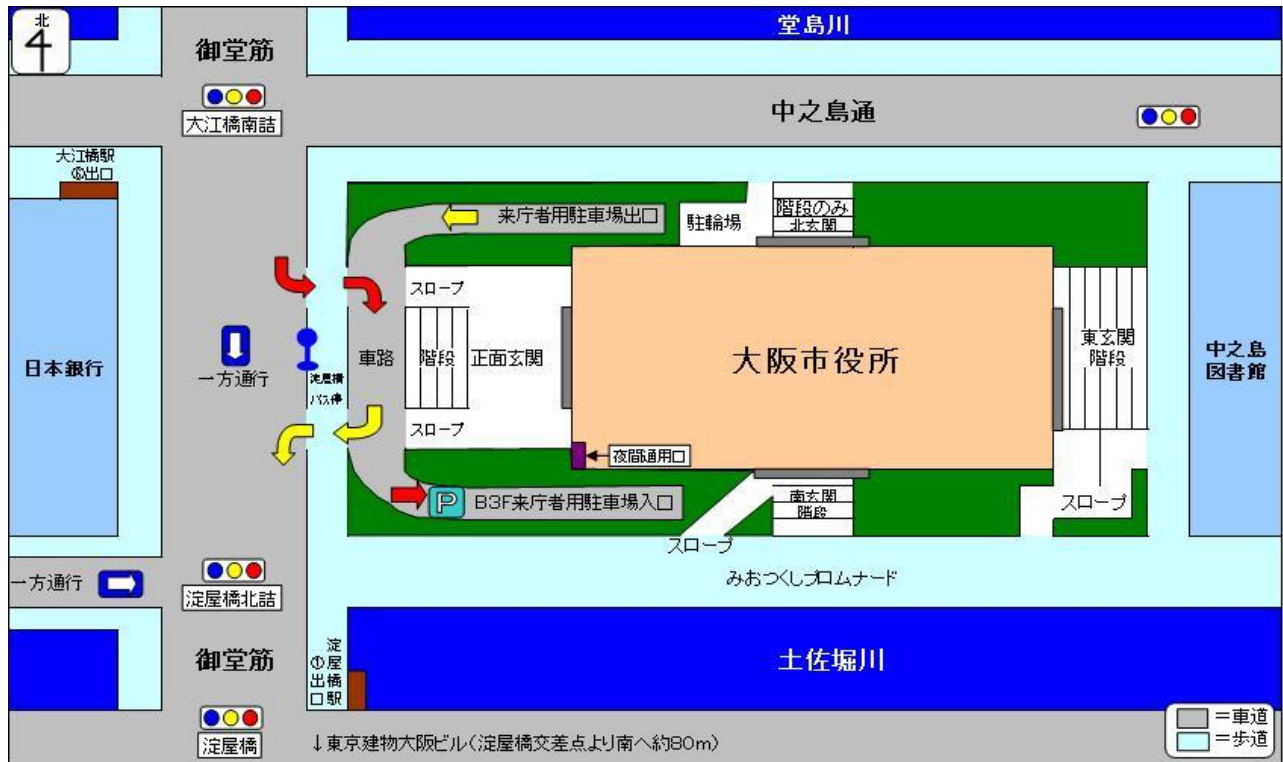 北
堂島川
御堂筋
大江橋南詰
中之島通
大江橋駅
⑥出口
来庁者用駐車場出口
駐輪場
階段のみ
北玄関
スロープ
日本銀行
一方通行
淀屋橋
バス停
車路
階段
正面玄関
大阪市役所
東玄関
階段
中之島
図書館
スロープ
夜間通用口
P
B3F来庁者用駐車場入口
南玄関
階段
スロープ
スロープ
みおつくしプロムナード
一方通行
淀屋橋北詰
御堂筋
淀屋橋駅
①出口
土佐堀川
淀屋橋
↓東京建物大阪ビル(淀屋橋交差点より南へ約80m)
=車道
=歩道